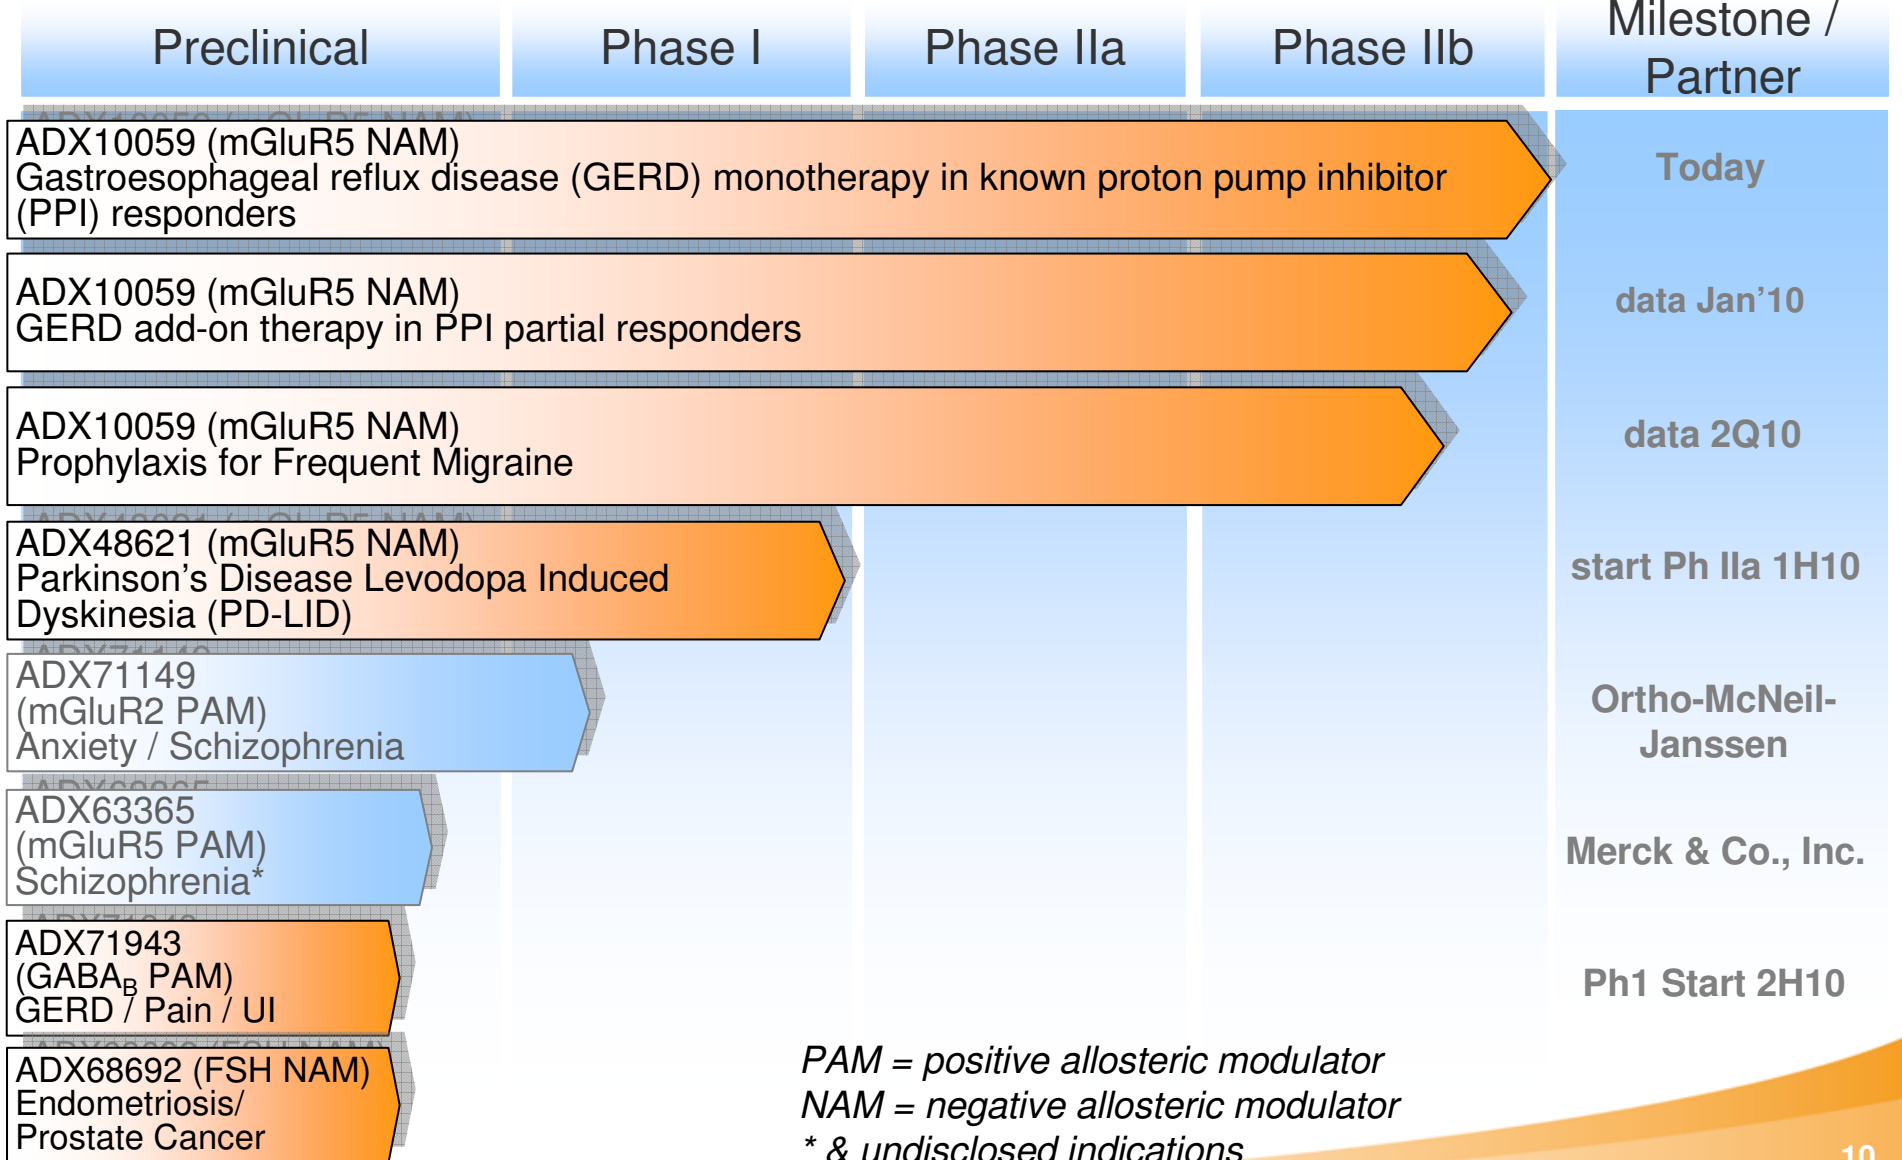 Preclinical
Phase I
Phase IIa
Phase IIb
Milestone /
Partner
ADX10059 (mGluR5 NAM)
Gastroesophageal reflux disease (GERD) monotherapy in known proton pump inhibitor
(PPI) responders
Today
ADX10059 (mGluR5 NAM)
GERD add-on therapy in PPI partial responders
data Jan’10
ADX10059 (mGluR5 NAM)
Prophylaxis for Frequent Migraine
data 2Q10
ADX48621 (mGluR5 NAM)
Parkinson’s Disease Levodopa Induced
Dyskinesia (PD-LID)
start Ph IIa 1H10
ADX71149
(mGluR2 PAM)
Anxiety / Schizophrenia
Ortho-McNeil-
Janssen
ADX63365
(mGluR5 PAM)
Schizophrenia*
Merck & Co., Inc.
ADX71943
(GABAB PAM)
GERD / Pain / UI
Ph1 Start 2H10
ADX68692 (FSH NAM)
Endometriosis/
Prostate Cancer
PAM = positive allosteric modulator
NAM = negative allosteric modulator
* & undisclosed indications
10